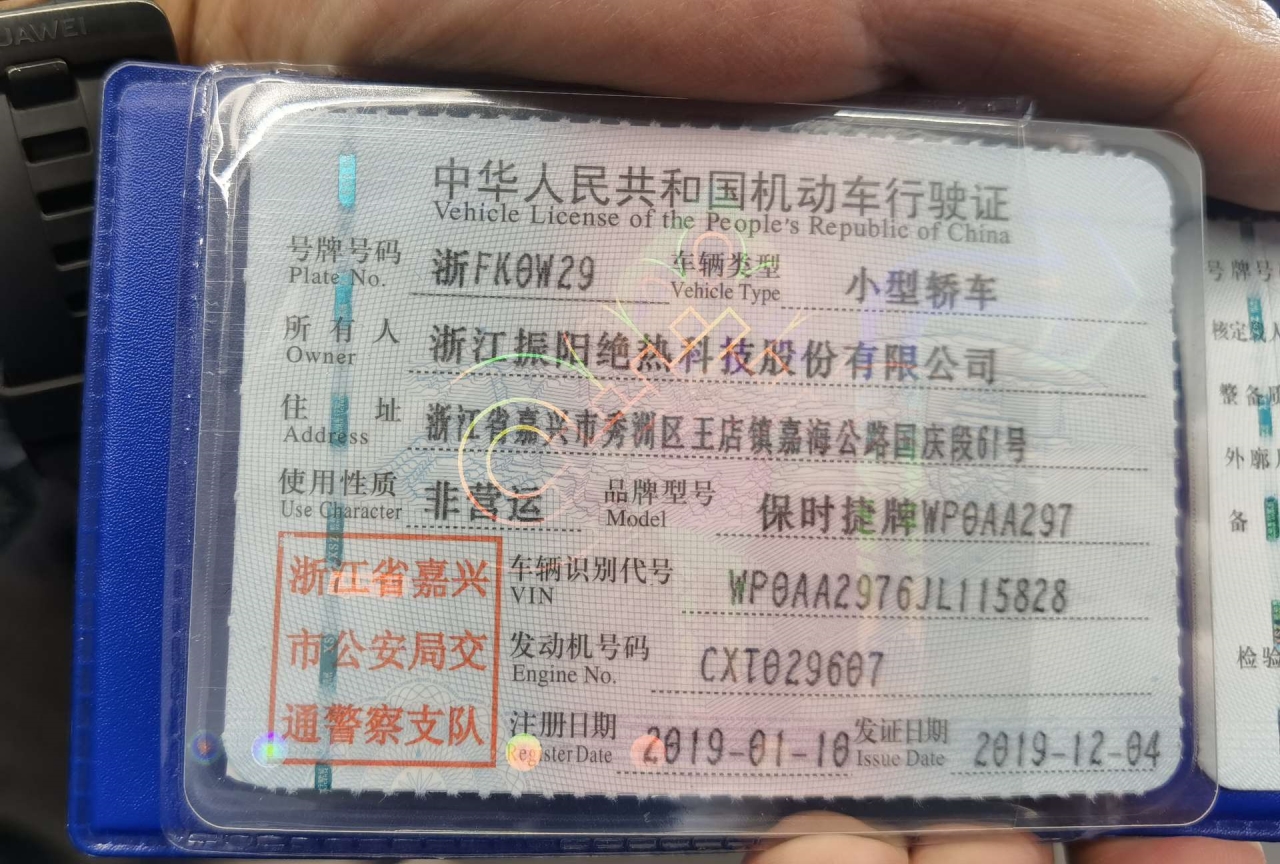 HUAWEI
中华人民共和国机动车行驶证
Vehicle License of the People's Republic of China
号牌号码 浙FK0W29 车辆类型 小型轿车
Plate No. Vehicle Type
所有人 浙江振阳绝热科技股份有限公司
Owner
住址 浙江省嘉兴市秀洲区王店镇嘉海公路国庆段61号
Address
使用性质 非营运 品牌型号 保时捷牌WP0AA297
Use Character Model
浙江省嘉兴
市公安局交
通警察支队
车辆识别代号 WP0AA2976JL115828
VIN
发动机号码 CXT029607
Engine No.
注册日期 2019-01-10 发证日期 2019-12-04
Register Date Issue Date
号牌号
核定载人
整备质
外廓尺
备
检验